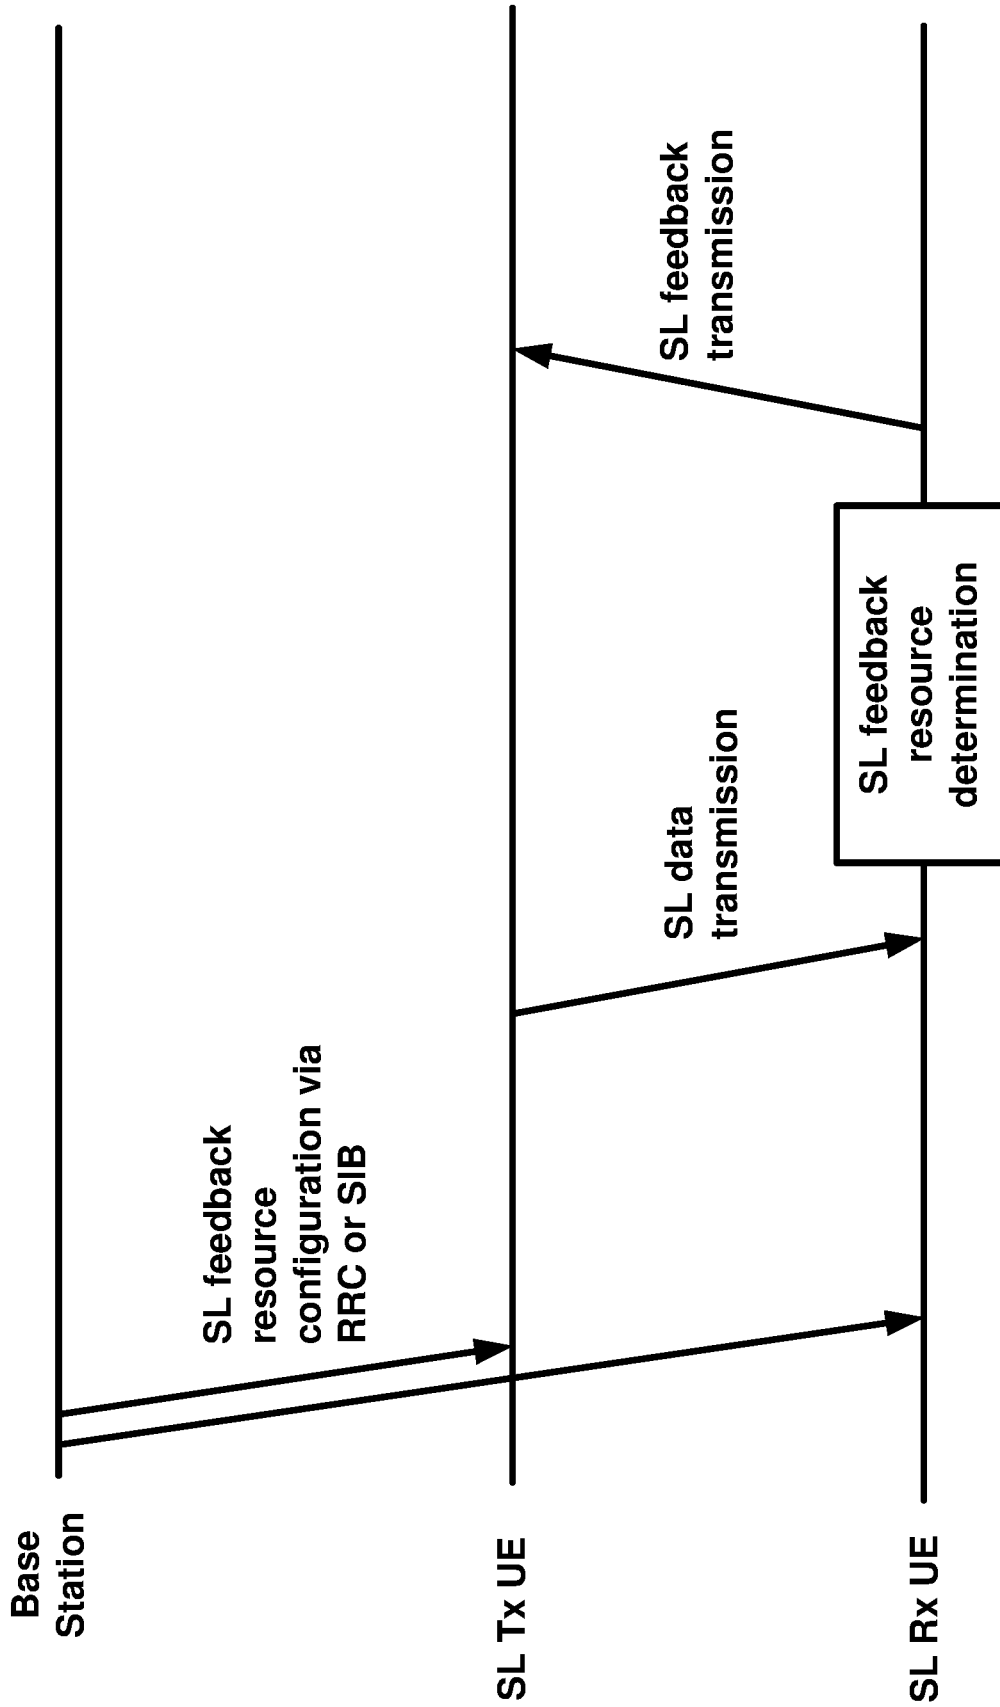 Base
Station
SL Tx UE
SL Rx UE
SL feedback
resource
configuration via
RRC or SIB
SL data
transmission
SL feedback
resource
determination
SL feedback
transmission